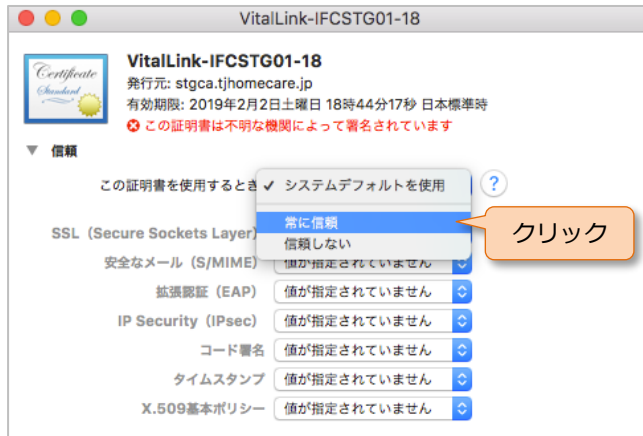 VitalLink-IFCSTG01-18
Certificate
Standard
VitalLink-IFCSTG01-18
発行元: stgca.tjhomecare.jp
有効期限: 2019年2月2日土曜日 18時44分17秒 日本標準時
この証明書は不明な機関によって署名されています
▼ 信頼
この証明書を使用するとき ✓ システムデフォルトを使用 ?
常に信頼
クリック
信頼しない
SSL（Secure Sockets Layer）
安全なメール（S/MIME） 値が指定されていません
拡張認証（EAP） 値が指定されていません
IP Security（IPsec） 値が指定されていません
コード署名 値が指定されていません
タイムスタンプ 値が指定されていません
X.509基本ポリシー 値が指定されていません